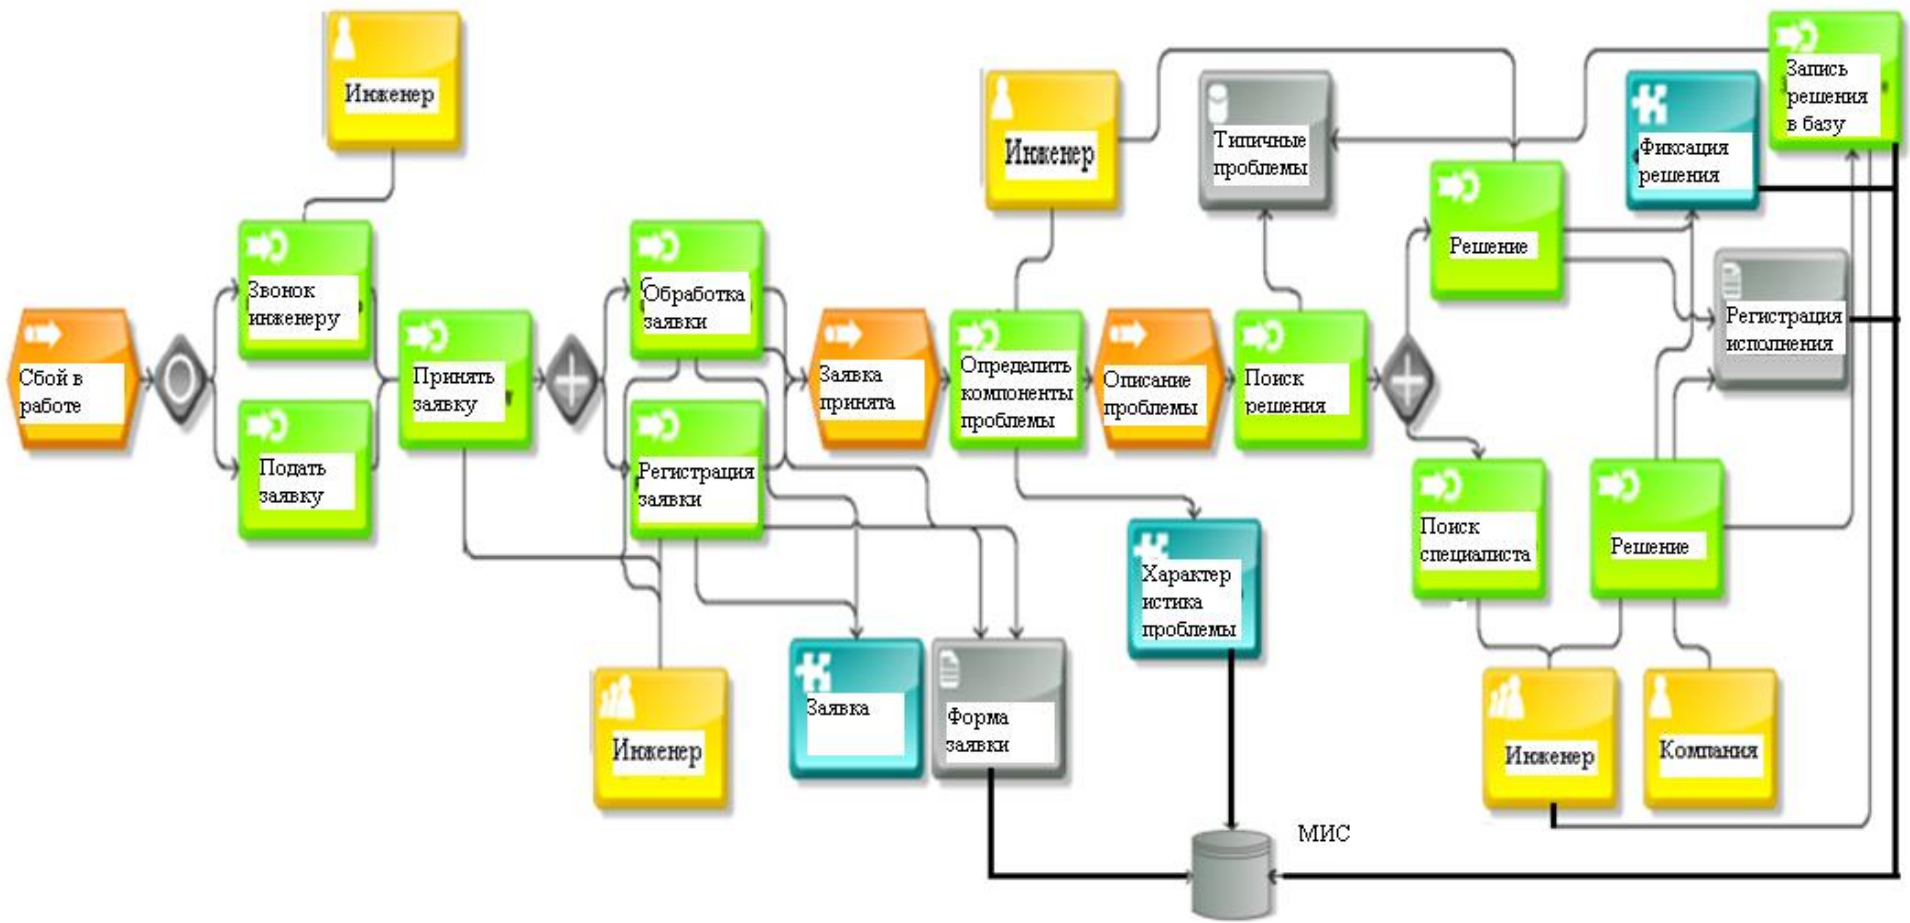 Инженер
Звонок
инженеру
Сбой в
работе
Подать
заявку
Принять
заявку
Обработка
заявки
Регистрация
заявки
Инженер
Заявка
принята
Заявка
Форма
заявки
Инженер
Определить
компоненты
проблемы
Описание
проблемы
Характер
истика
проблемы
Типичные
проблемы
Поиск
решения
Решение
Фиксация
решения
Запись
решения
в базу
Регистрация
исполнения
Поиск
специалиста
Решение
Инженер
Компания
МИС